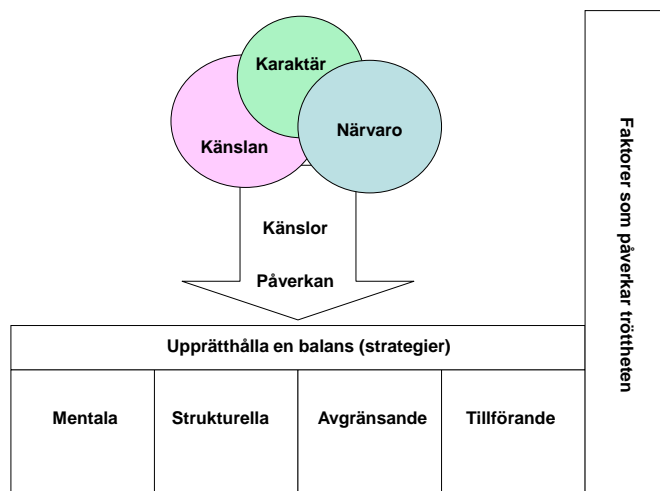 Karaktär
Känslan
Närvaro
Känslor
Påverkan
Upprätthålla en balans (strategier)
Mentala
Strukturella
Avgränsande
Tillförande
Faktorer som påverkar tröttheten